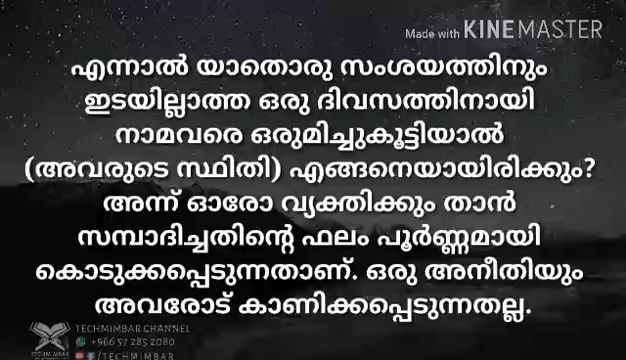 Made with KINEMASTER
എന്നാൽ യാതൊരു സംശയത്തിനും
ഇടയില്ലാത്ത ഒരു ദിവസത്തിനായി
നാമവരെ ഒരുമിച്ചുകൂട്ടിയാൽ
(അവരുടെ സ്ഥിതി) എങ്ങനെയായിരിക്കും?
അന്ന് ഓരോ വ്യക്തിക്കും താൻ
സമ്പാദിച്ചതിന്റെ ഫലം പൂർണ്ണമായി
കൊടുക്കപ്പെടുന്നതാണ്. ഒരു അനീതിയും
അവരോട് കാണിക്കപ്പെടുന്നതല്ല.
TECHMIMBAR CHANNEL
+966 57 285 2080
/TECHMIMBAR